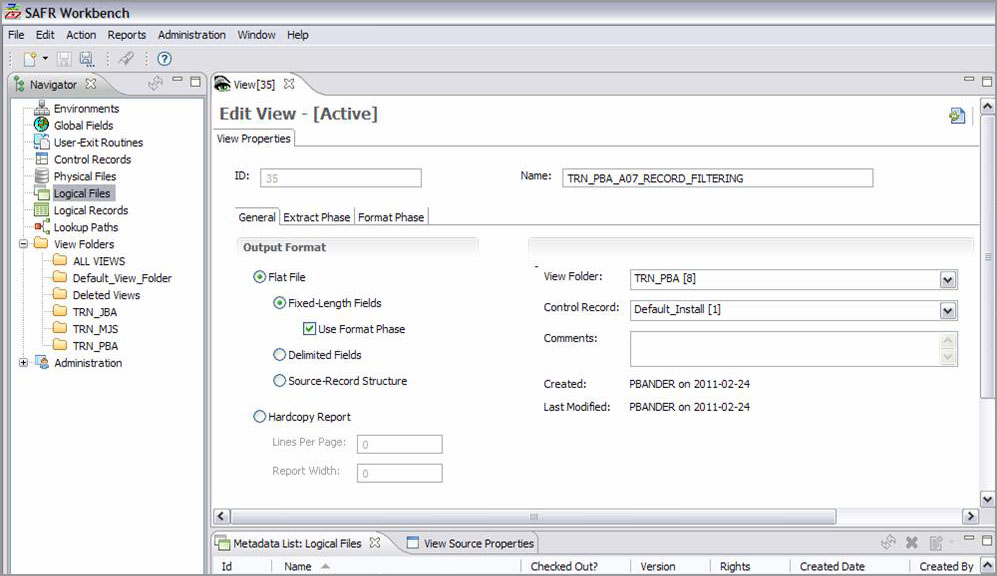 SAFR Workbench
File Edit Action Reports Administration Window Help
Navigator
Environments
Global Fields
User-Exit Routines
Control Records
Physical Files
Logical Files
Logical Records
Lookup Paths
View Folders
ALL VIEWS
Default_View_Folder
Deleted Views
TRN_JBA
TRN_MJS
TRN_PBA
Administration
View[35]
Edit View - [Active]
View Properties
ID: 35 Name: TRN_PBA_A07_RECORD_FILTERING
General Extract Phase Format Phase
Output Format
Flat File
Fixed-Length Fields
Use Format Phase
Delimited Fields
Source-Record Structure
Hardcopy Report
Lines Per Page: 0
Report Width: 0
View Folder: TRN_PBA [8]
Control Record: Default_Install [1]
Comments:
Created: PBANDER on 2011-02-24
Last Modified: PBANDER on 2011-02-24
Metadata List: Logical Files View Source Properties
Id Name Checked Out? Version Rights Created Date Created By